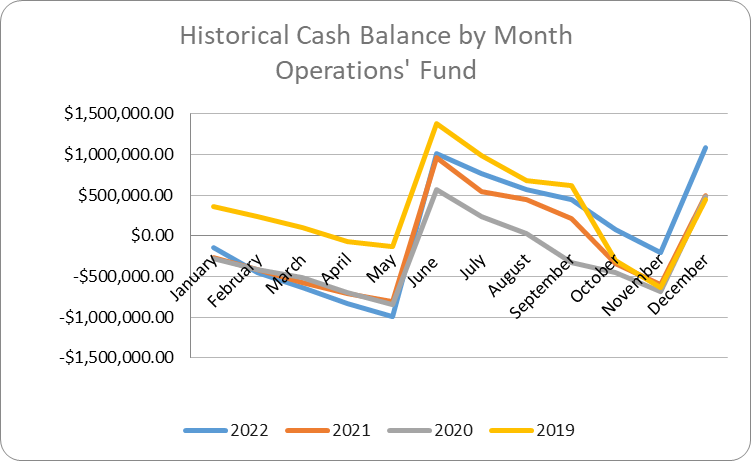 Historical Cash Balance by Month
Operations' Fund
$1,500,000.00
$1,000,000.00
$500,000.00
$0.00
-$500,000.00
-$1,000,000.00
-$1,500,000.00
January
February
March
April
May
June
July
August
September
October
November
December
2022
2021
2020
2019